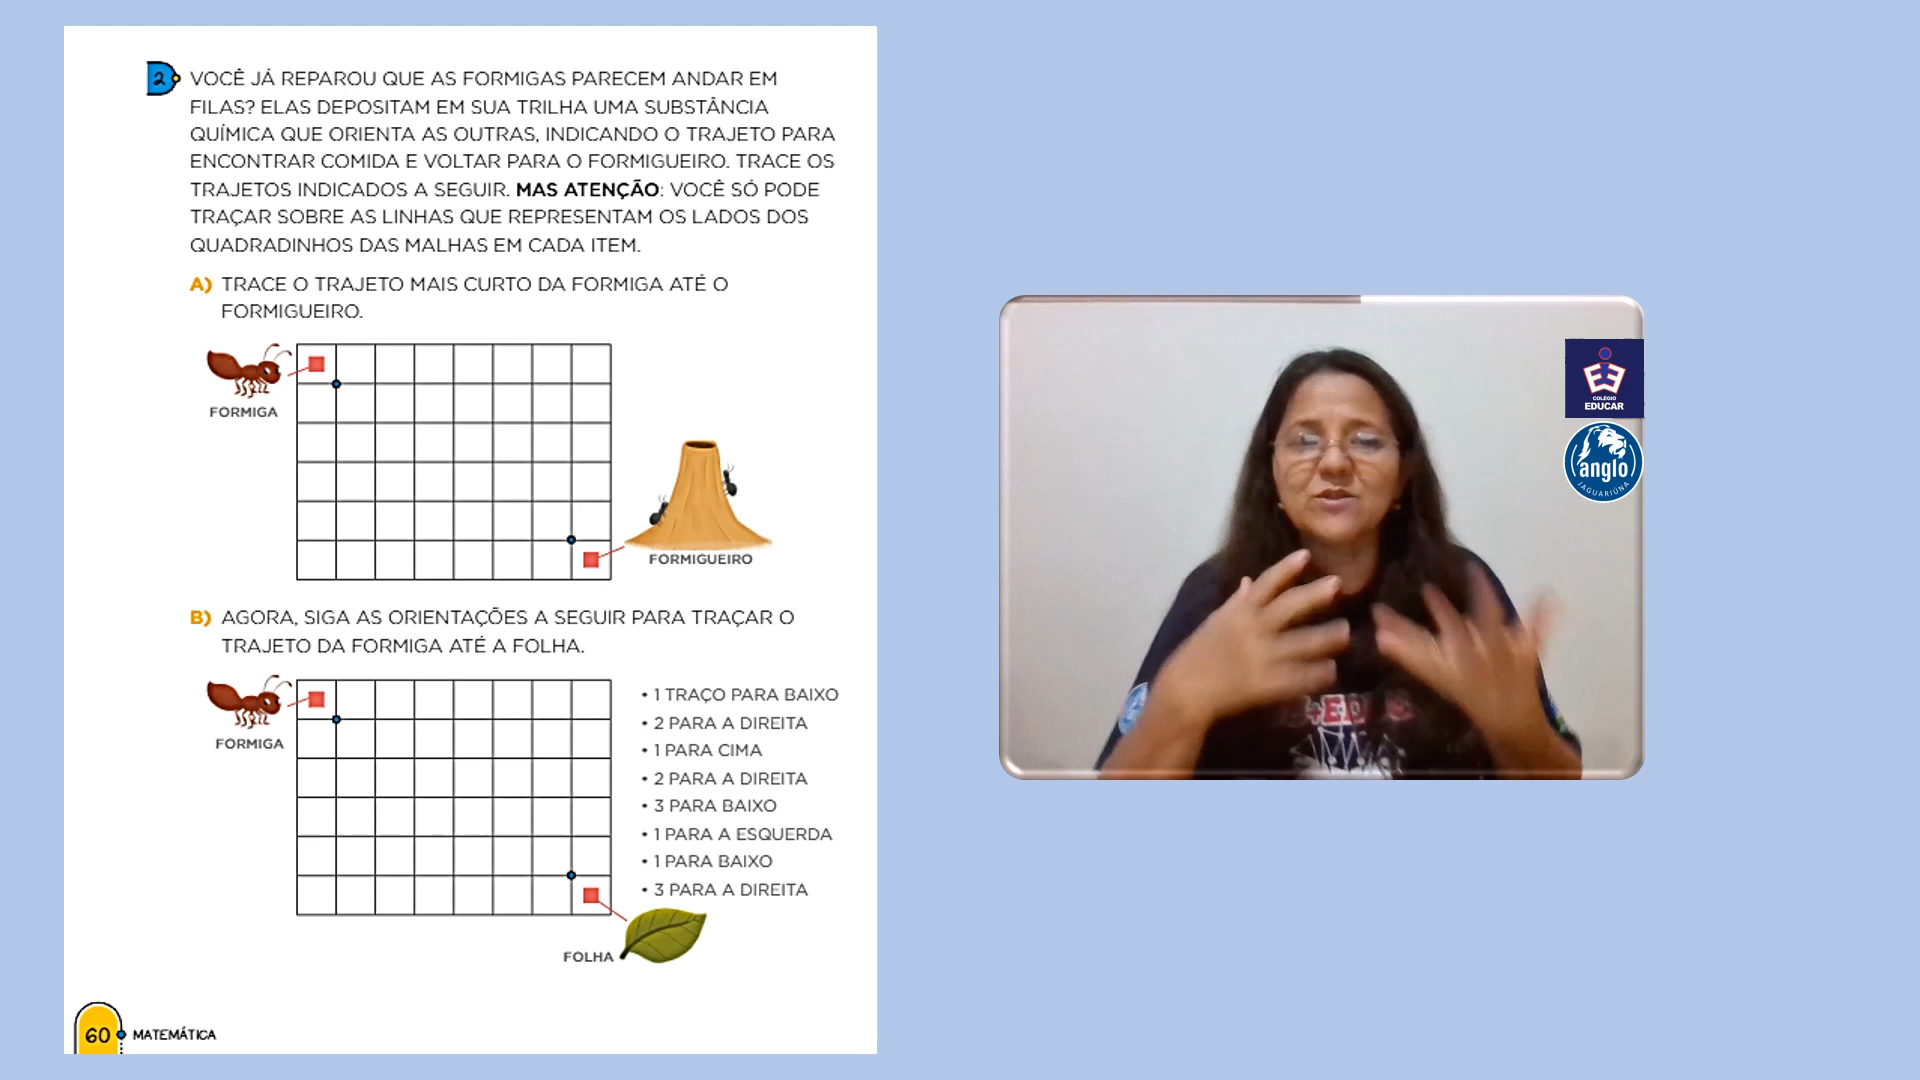 2
VOCÊ JÁ REPAROU QUE AS FORMIGAS PARECEM ANDAR EM
FILAS? ELAS DEPOSITAM EM SUA TRILHA UMA SUBSTÂNCIA
QUÍMICA QUE ORIENTA AS OUTRAS, INDICANDO O TRAJETO PARA
ENCONTRAR COMIDA E VOLTAR PARA O FORMIGUEIRO. TRACE OS
TRAJETOS INDICADOS A SEGUIR. MAS ATENÇÃO: VOCÊ SÓ PODE
TRAÇAR SOBRE AS LINHAS QUE REPRESENTAM OS LADOS DOS
QUADRADINHOS DAS MALHAS EM CADA ITEM.
A) TRACE O TRAJETO MAIS CURTO DA FORMIGA ATÉ O
FORMIGUEIRO.
FORMIGA
FORMIGUEIRO
B) AGORA, SIGA AS ORIENTAÇÕES A SEGUIR PARA TRAÇAR O
TRAJETO DA FORMIGA ATÉ A FOLHA.
FORMIGA
• 1 TRAÇO PARA BAIXO
• 2 PARA A DIREITA
• 1 PARA CIMA
• 2 PARA A DIREITA
• 3 PARA BAIXO
• 1 PARA A ESQUERDA
• 1 PARA BAIXO
• 3 PARA A DIREITA
FOLHA
60 MATEMÁTICA
COLÉGIO
EDUCAR
anglo
JAGUARIÚNA